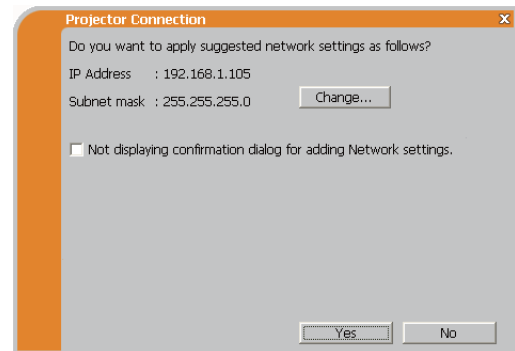 Projector Connection x
Do you want to apply suggested network settings as follows?
IP Address : 192.168.1.105
Subnet mask : 255.255.255.0 Change...
Not displaying confirmation dialog for adding Network settings.
Yes No